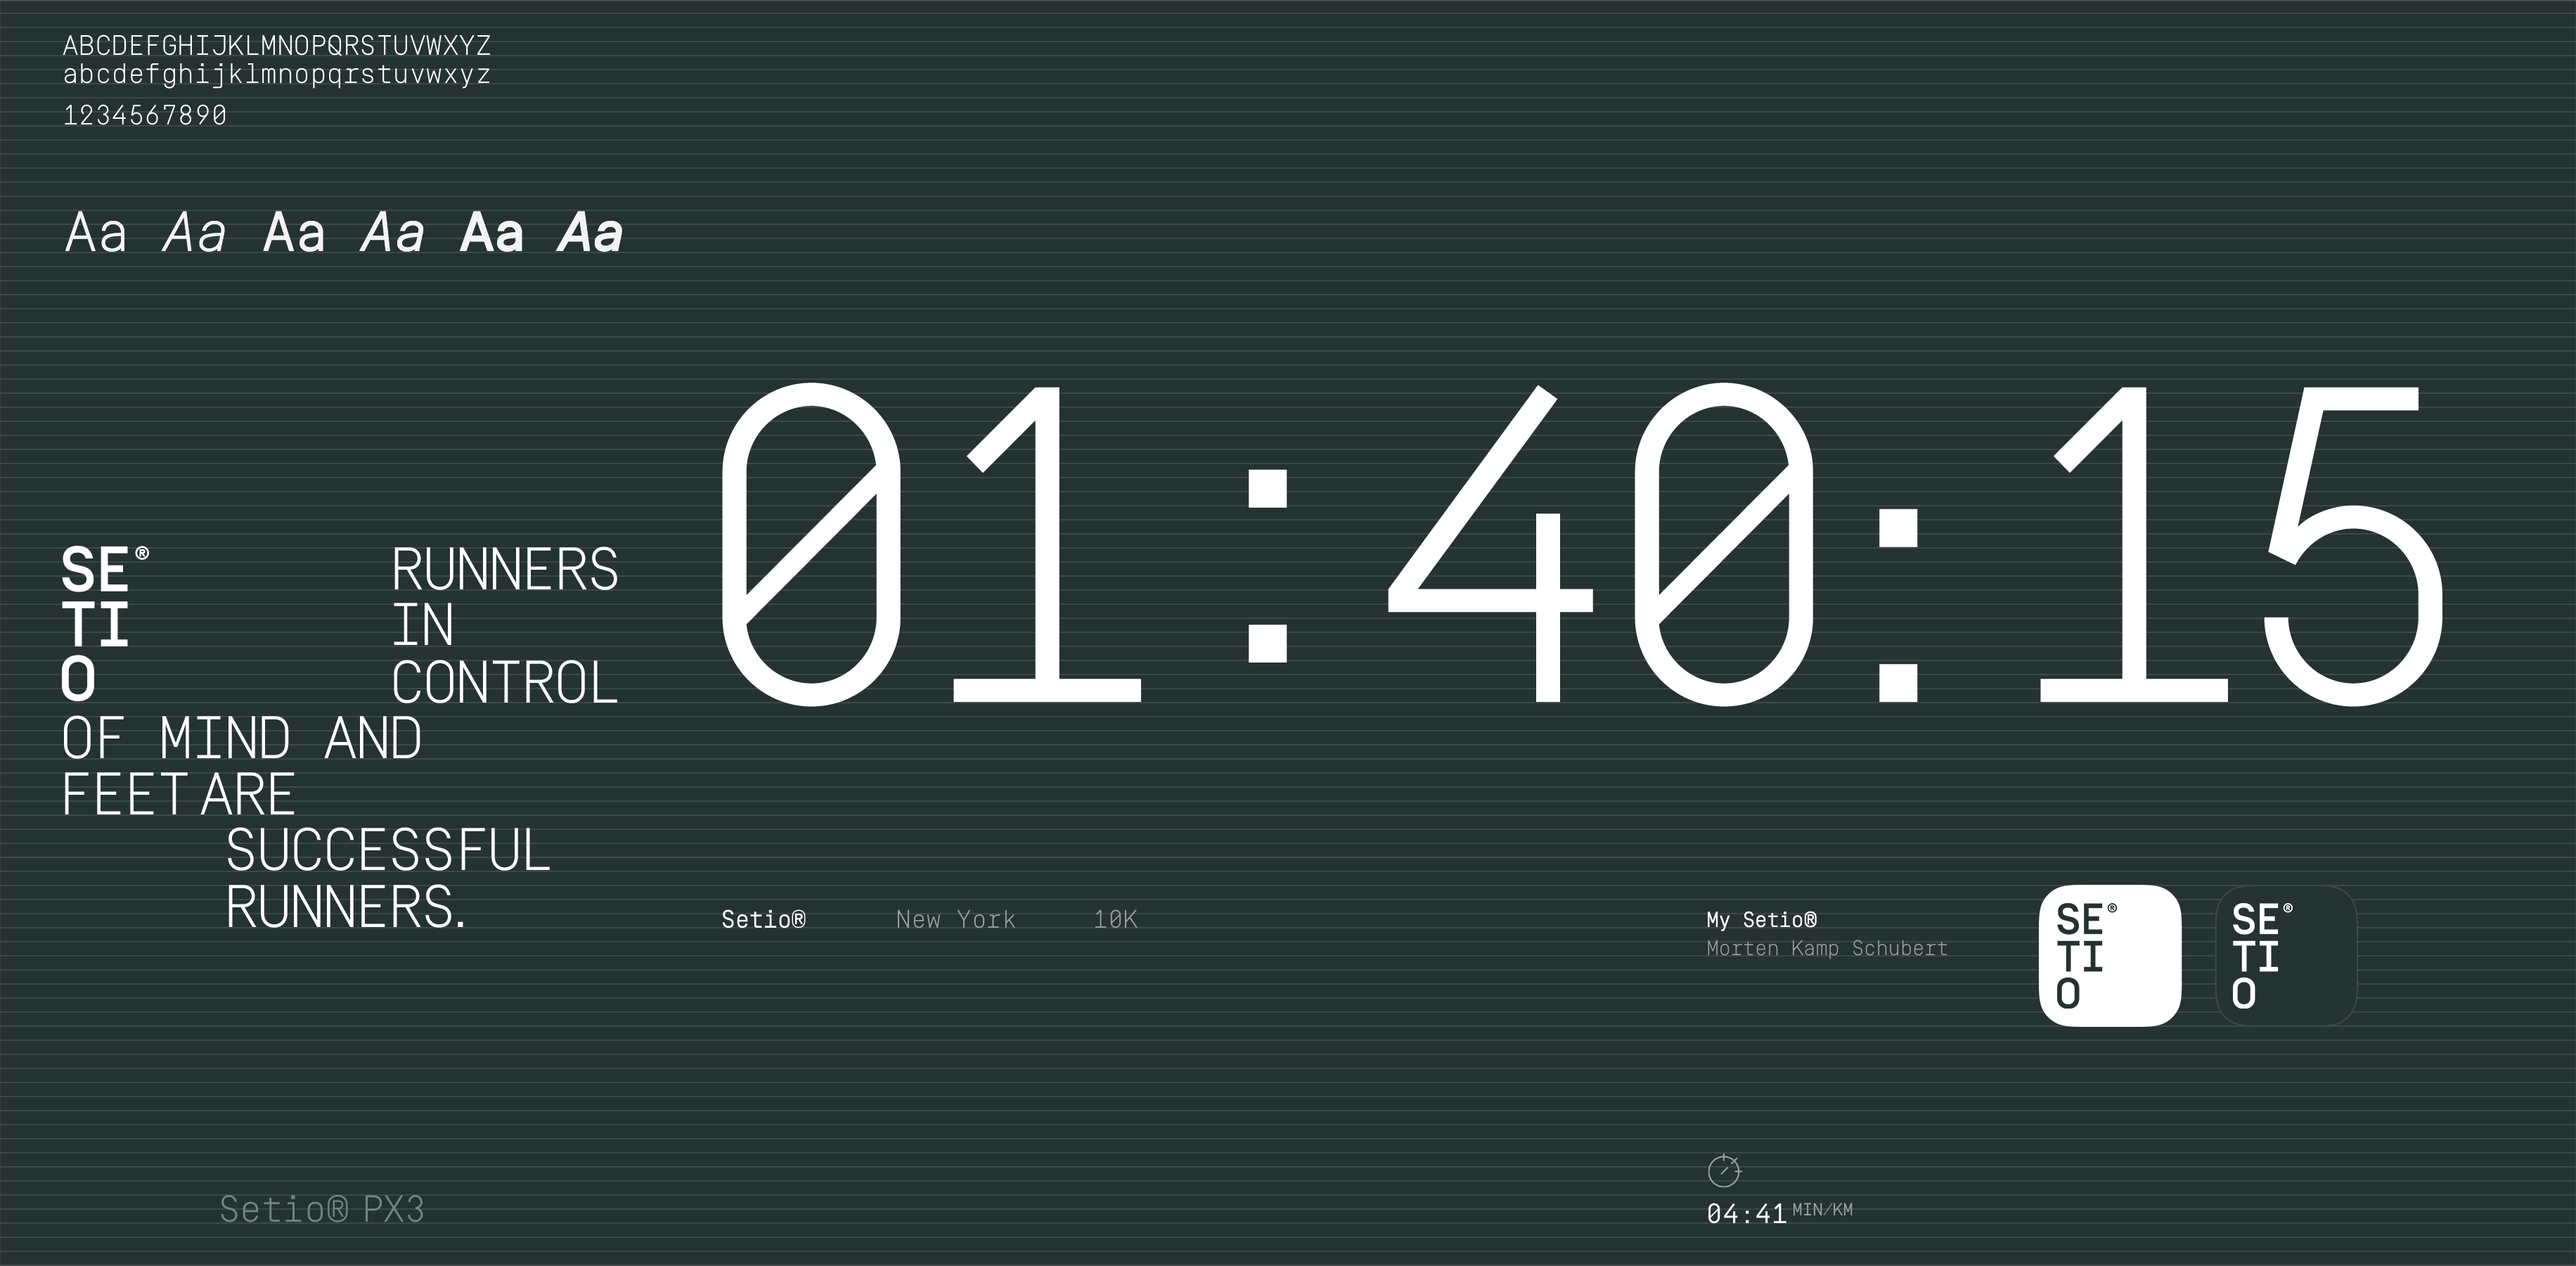 ABCDEFGHIJKLMNOPQRSTUVWXYZ
abcdefghijklmnopqrstuvwxyz
1234567890
Aa Aa Aa Aa Aa Aa
01:40:15
SE®
TI
O
RUNNERS
IN
CONTROL
OF MIND AND
FEET ARE
SUCCESSFUL
RUNNERS.
Setio® New York 10K
My Setio®
Morten Kamp Schubert
SE®
TI
O
SE®
TI
O
Setio® PX3
04:41 MIN/KM